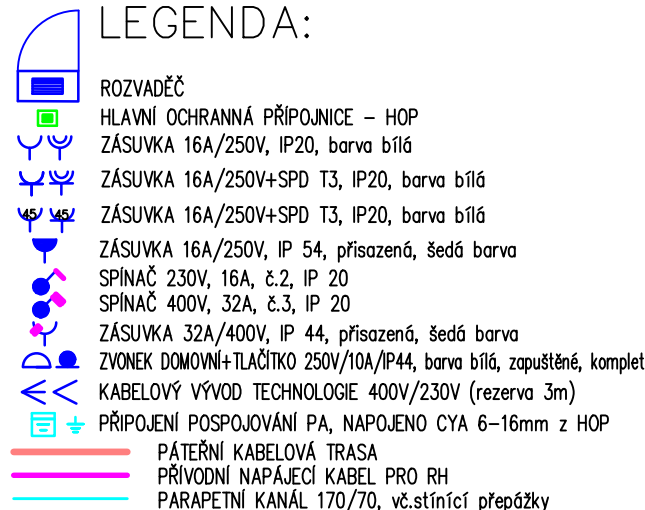 LEGENDA:
ROZVADĚČ
HLAVNÍ OCHRANNÁ PŘÍPOJNICE – HOP
ZÁSUVKA 16A/250V, IP20, barva bílá
ZÁSUVKA 16A/250V+SPD T3, IP20, barva bílá
45 45 ZÁSUVKA 16A/250V+SPD T3, IP20, barva bílá
ZÁSUVKA 16A/250V, IP 54, přisazená, šedá barva
SPÍNAČ 230V, 16A, č.2, IP 20
SPÍNAČ 400V, 32A, č.3, IP 20
ZÁSUVKA 32A/400V, IP 44, přisazená, šedá barva
ZVONEK DOMOVNÍ+TLAČÍTKO 250V/10A/IP44, barva bílá, zapuštěné, komplet
KABELOVÝ VÝVOD TECHNOLOGIE 400V/230V (rezerva 3m)
PŘIPOJENÍ POSPOJOVÁNÍ PA, NAPOJENO CYA 6–16mm z HOP
PÁTEŘNÍ KABELOVÁ TRASA
PŘÍVODNÍ NAPÁJECÍ KABEL PRO RH
PARAPETNÍ KANÁL 170/70, vč.stínící přepážky